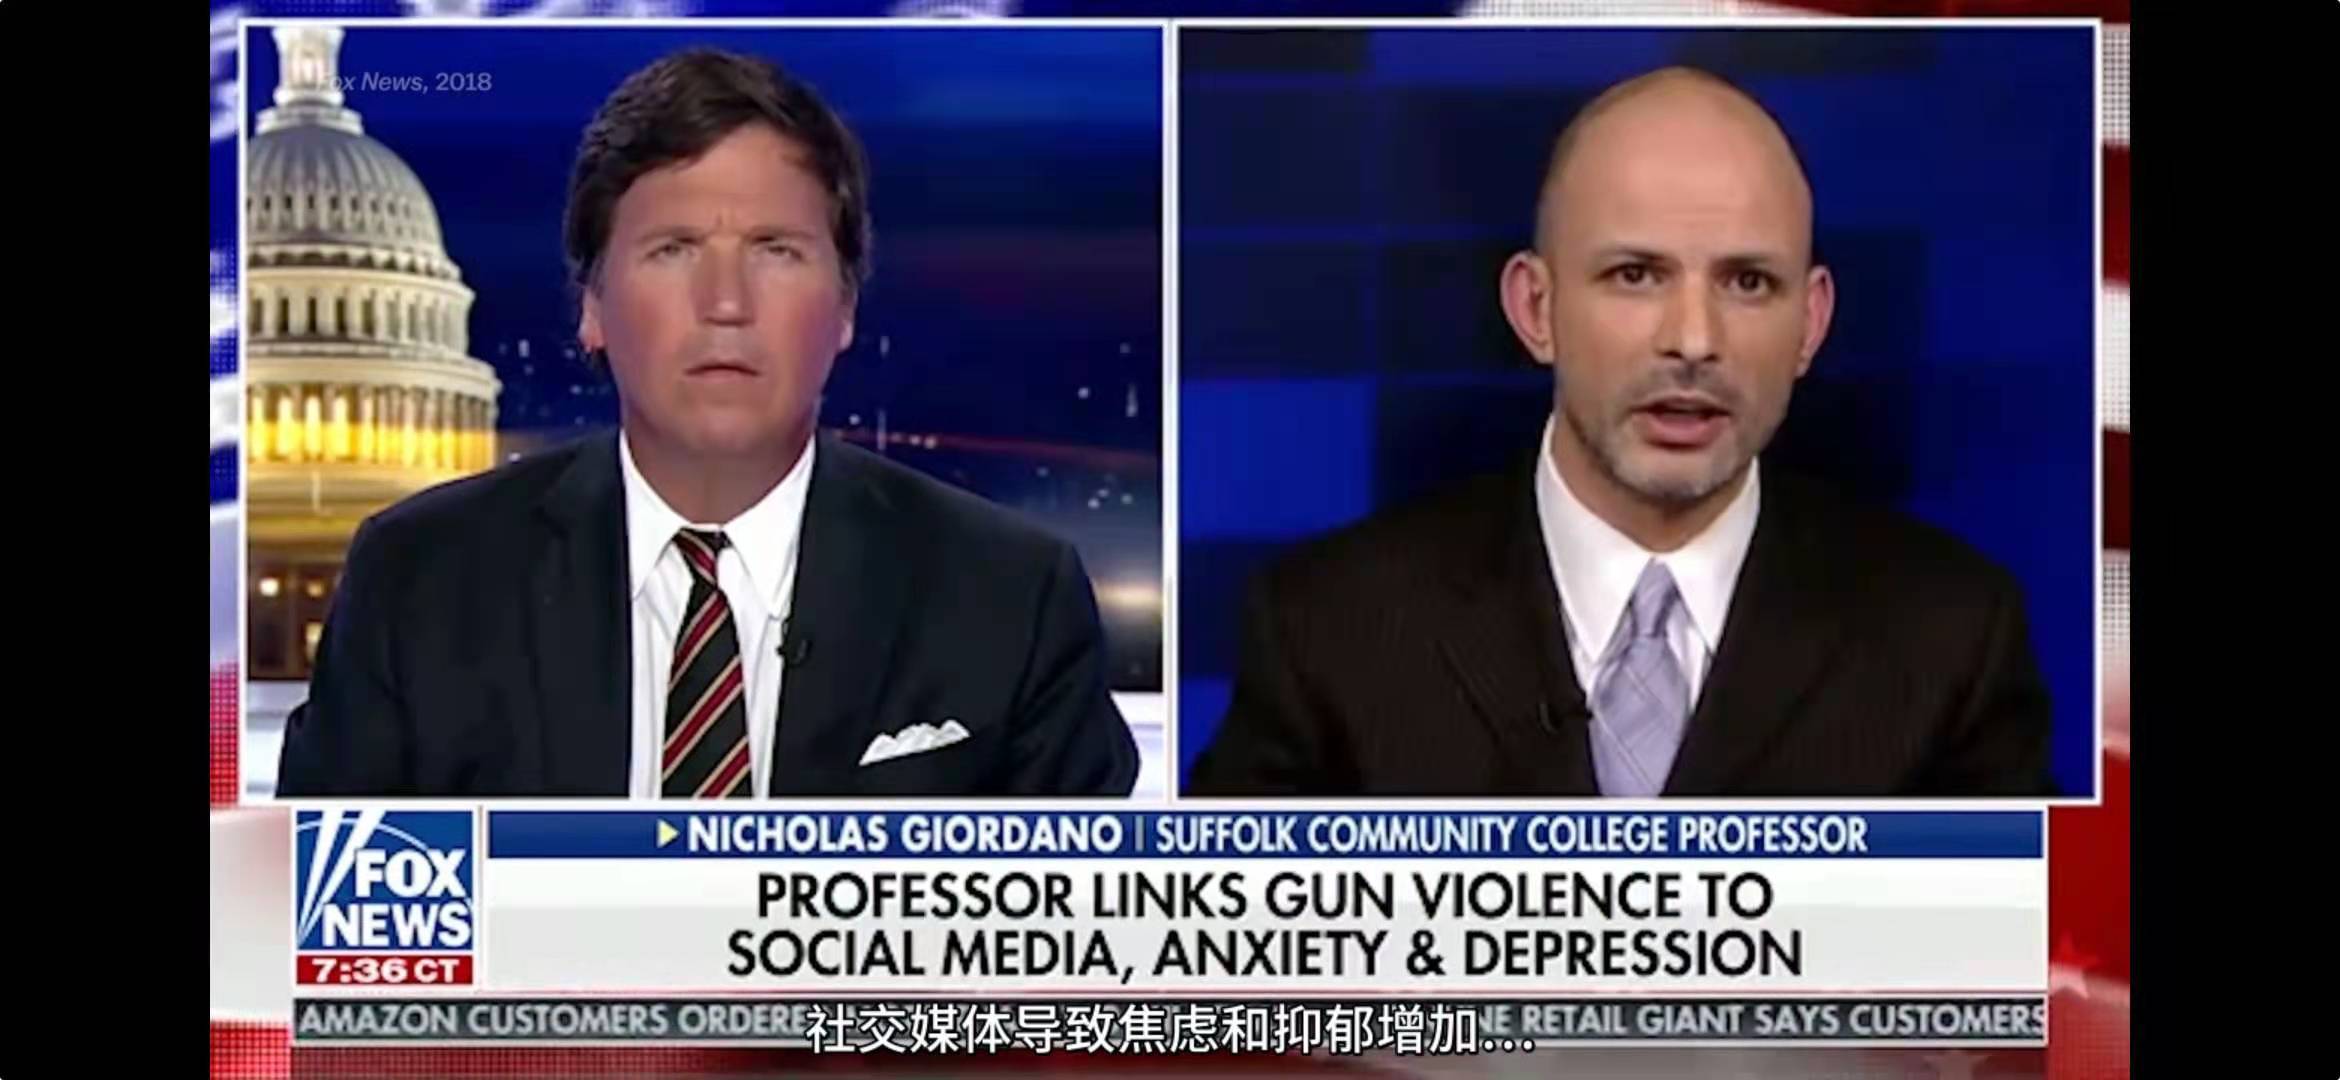 Fox News, 2018
NICHOLAS GIORDANO | SUFFOLK COMMUNITY COLLEGE PROFESSOR
FOX
NEWS
PROFESSOR LINKS GUN VIOLENCE TO
SOCIAL MEDIA, ANXIETY & DEPRESSION
7:36 CT
AMAZON CUSTOMERS ORDERE
NE RETAIL GIANT SAYS CUSTOMERS
社交媒体导致焦虑和抑郁增加...